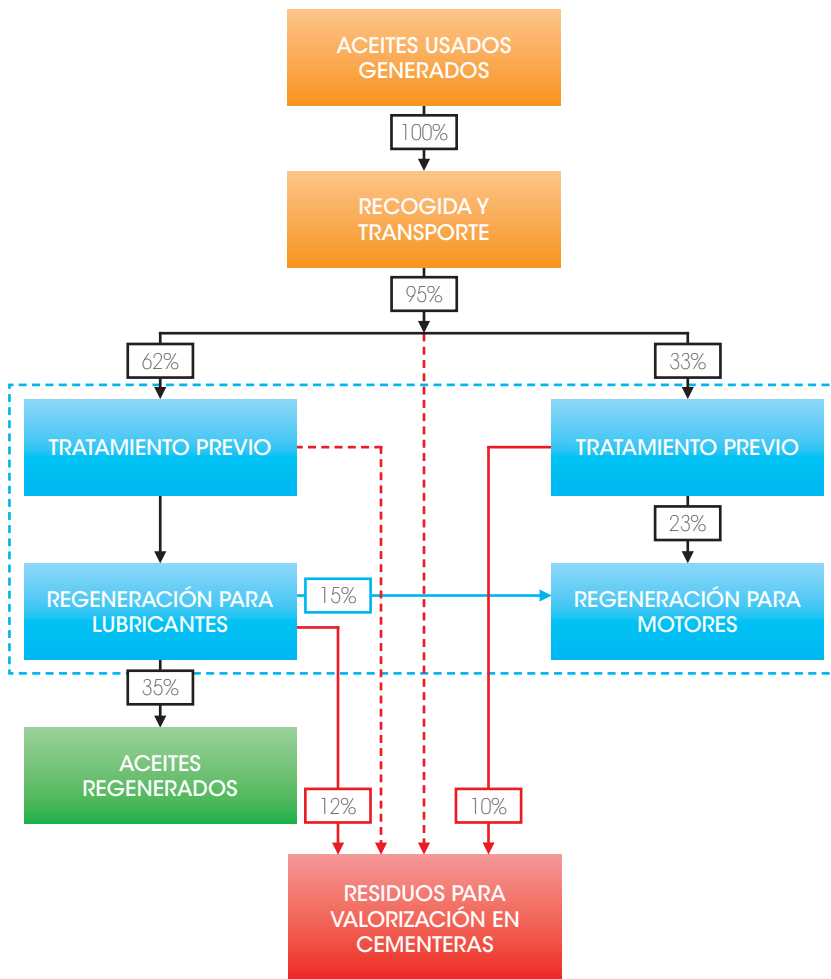 ACEITES USADOS
GENERADOS
100%
RECOGIDA Y
TRANSPORTE
95%
62%
33%
TRATAMIENTO PREVIO
TRATAMIENTO PREVIO
23%
REGENERACIÓN PARA
LUBRICANTES
15%
REGENERACIÓN PARA
MOTORES
35%
ACEITES
REGENERADOS
12%
10%
RESIDUOS PARA
VALORIZACIÓN EN
CEMENTERAS